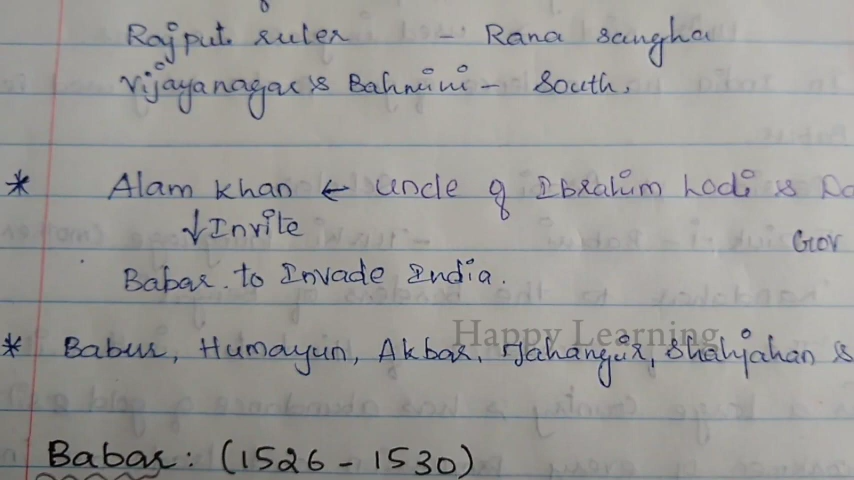 Rajput ruler - Rana sangha
Vijayanagar & Bahmini - South.
* Alam khan ← uncle of Ibrahim Lodi &
↓ Invite Gov
Babar. to Invade India.
Happy Learning
* Babur, Humayun, Akbar, Jahangir, Shahjahan &
Babar: (1526 - 1530)